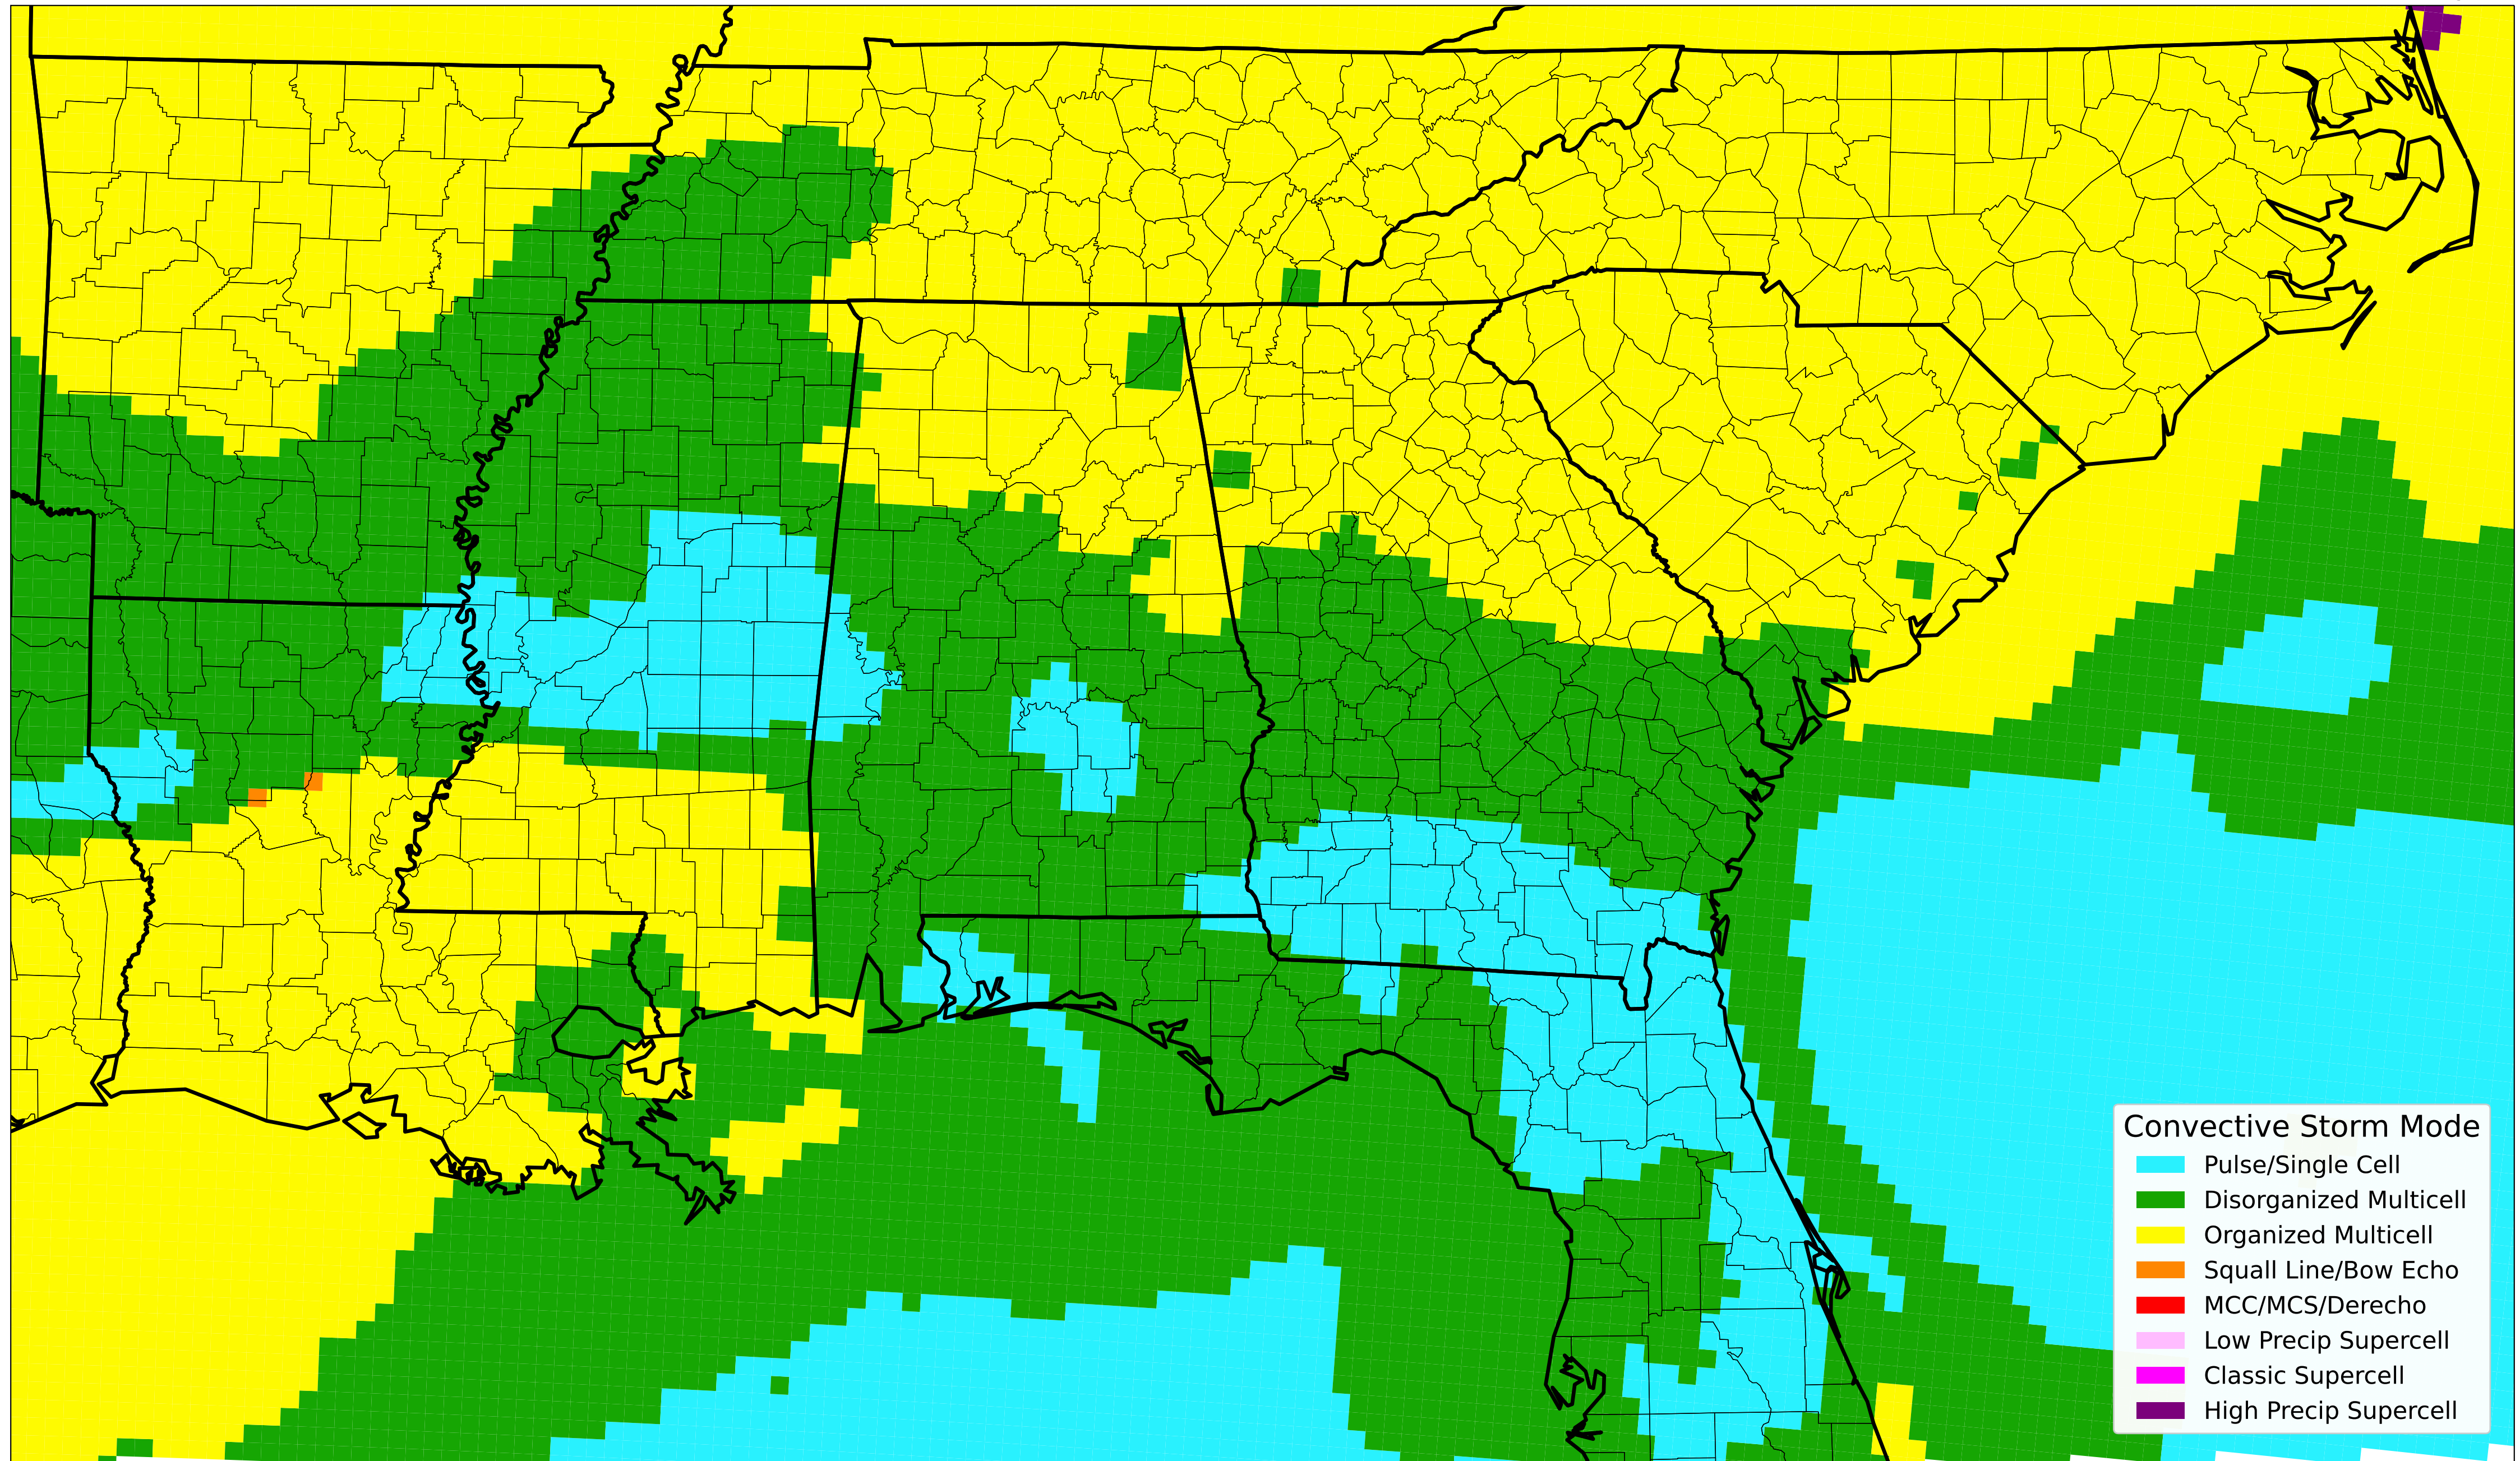 Convective Storm Mode
Pulse/Single Cell
Disorganized Multicell
Organized Multicell
Squall Line/Bow Echo
MCC/MCS/Derecho
Low Precip Supercell
Classic Supercell
High Precip Supercell